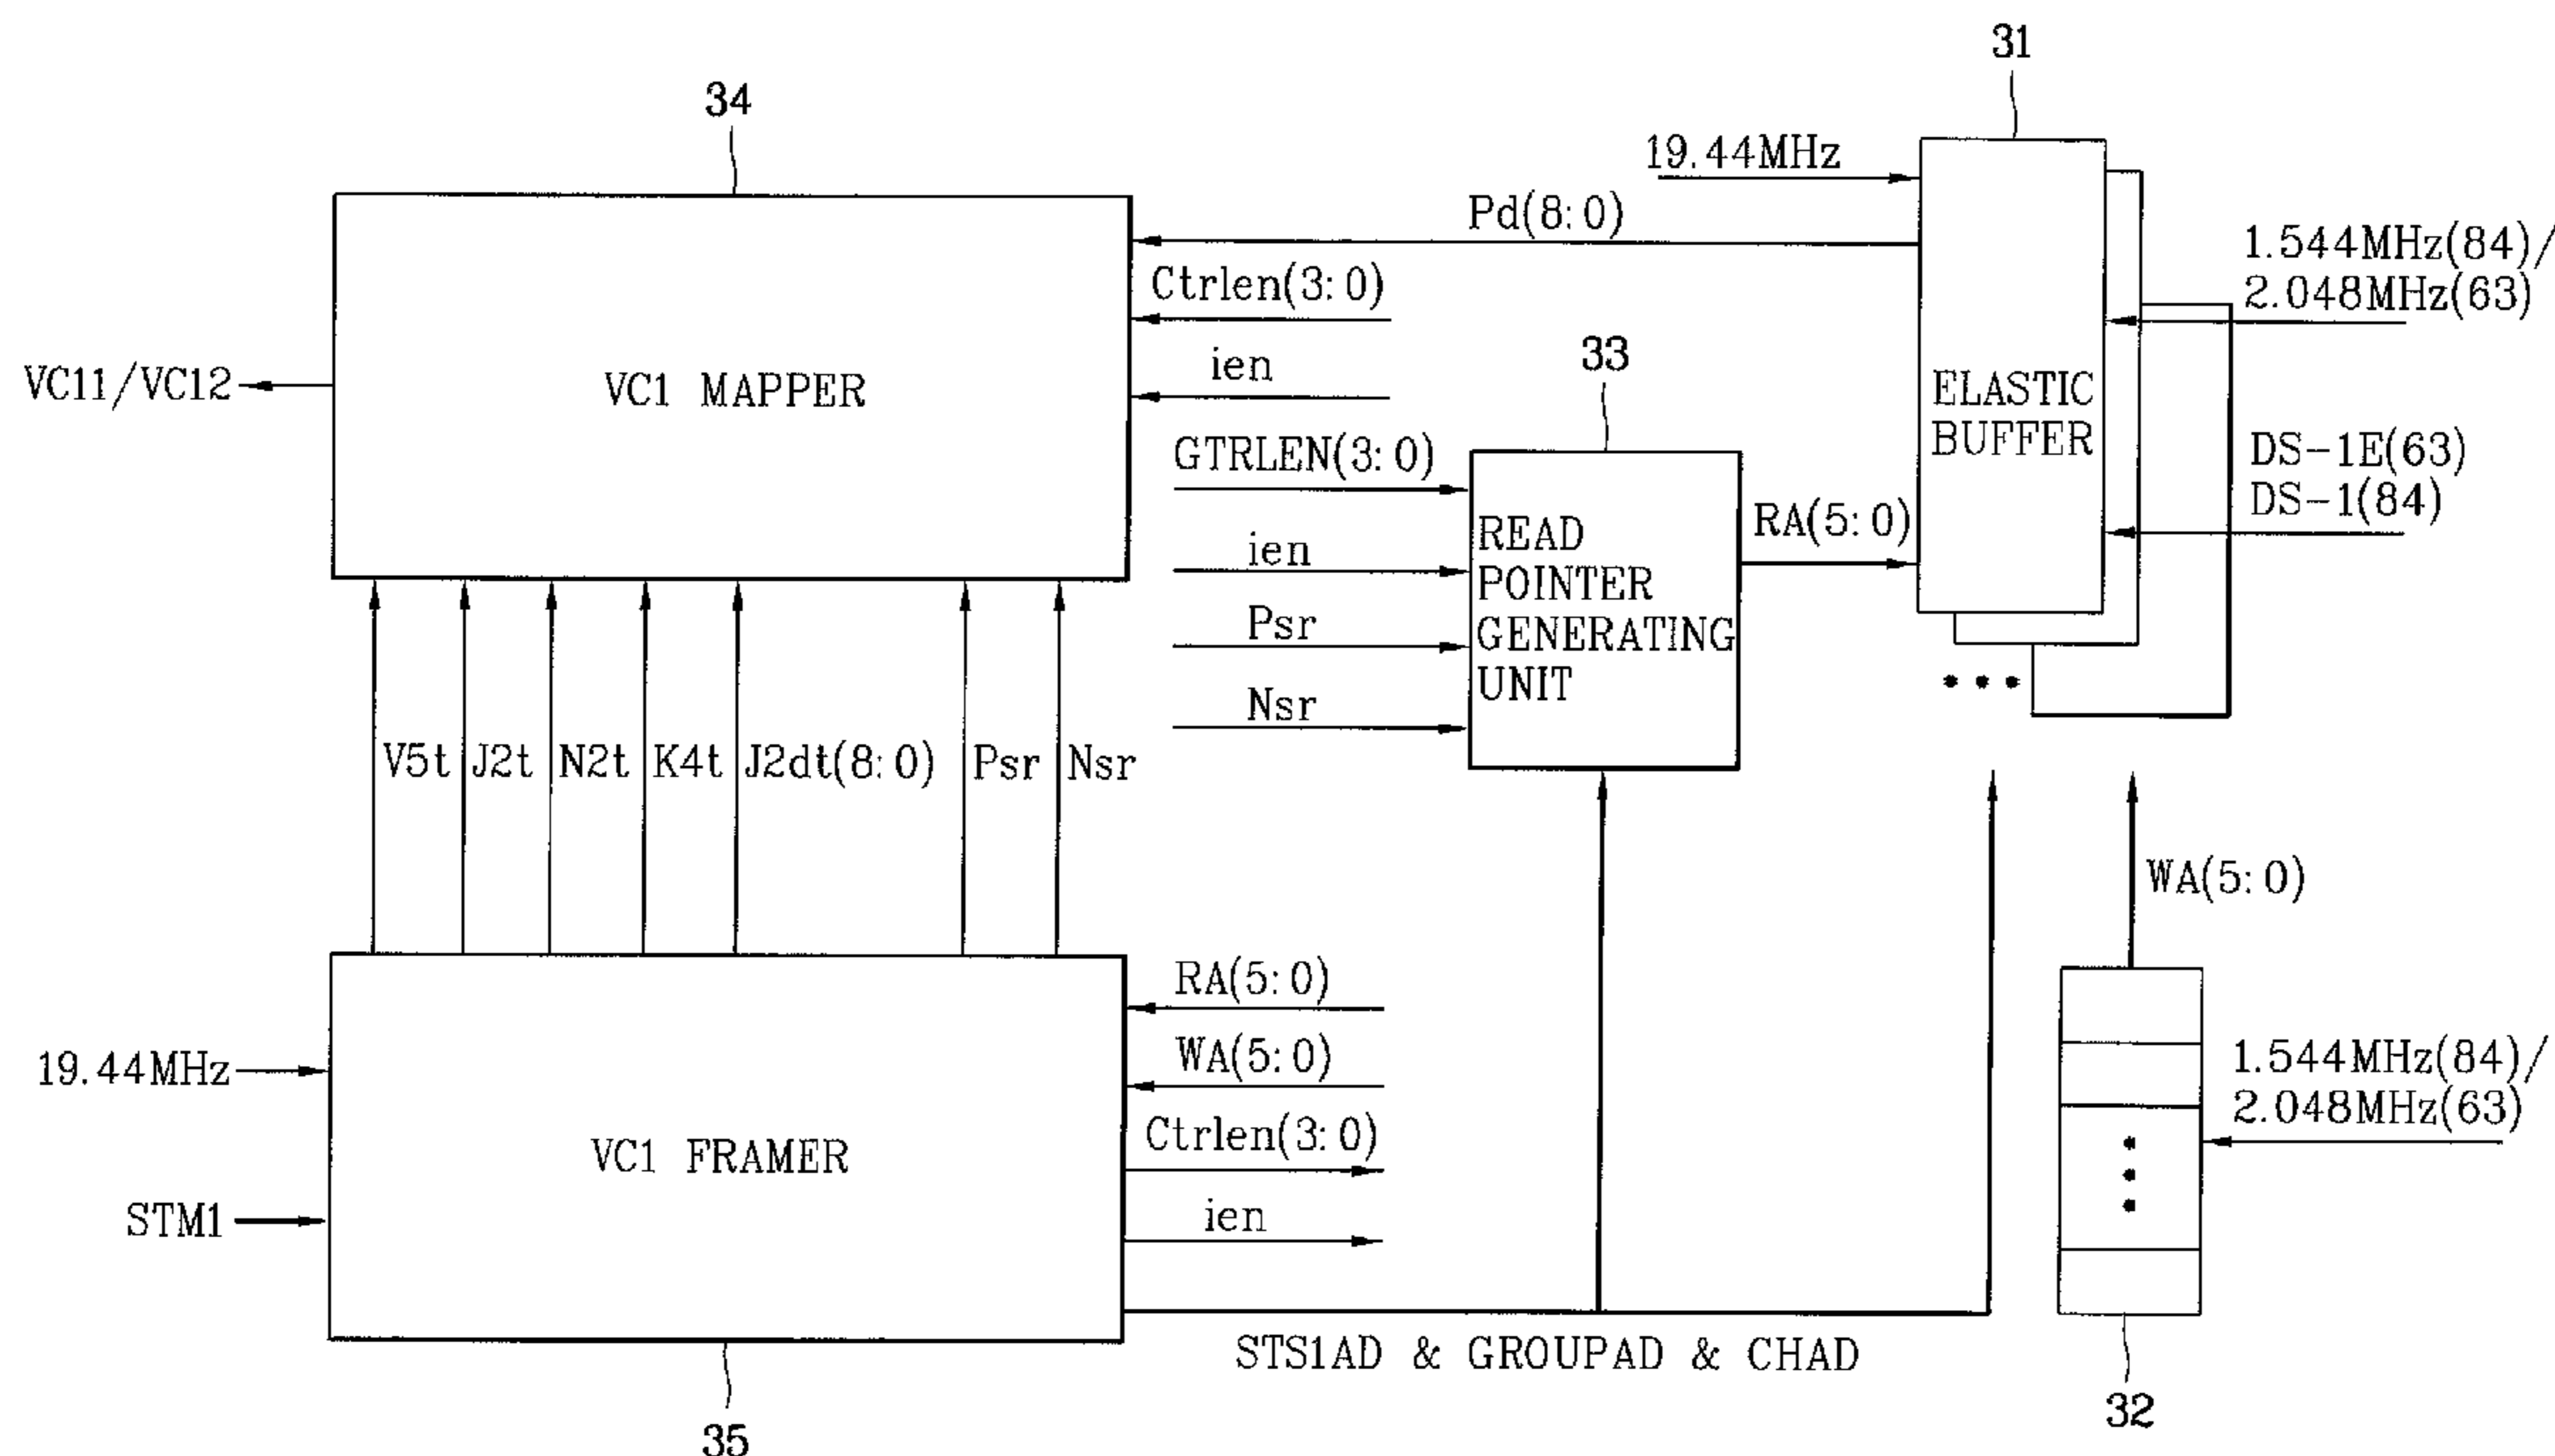 31
34
19.44MHz
Pd(8:0)
1.544MHz(84)/
2.048MHz(63)
Ctrlen(3:0)
ien
33
VC11/VC12
VC1 MAPPER
ELASTIC
BUFFER
GTRLEN(3:0)
DS-1E(63)
DS-1(84)
ien
READ
POINTER
GENERATING
UNIT
RA(5:0)
Psr
Nsr
V5t
J2t
N2t
K4t
J2dt(8:0)
Psr
Nsr
WA(5:0)
RA(5:0)
WA(5:0)
19.44MHz
1.544MHz(84)/
2.048MHz(63)
Ctrlen(3:0)
VC1 FRAMER
STM1
ien
STS1AD & GROUPAD & CHAD
32
35